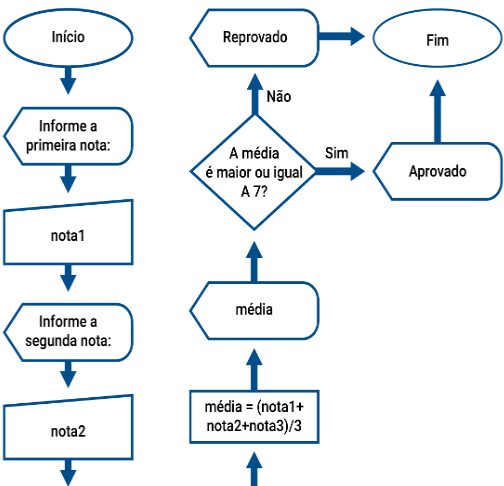 Início
Informe a
primeira nota:
nota1
Informe a
segunda nota:
nota2
média = (nota1+
nota2+nota3)/3
média
A média
é maior ou igual
A 7?
Não
Reprovado
Sim
Aprovado
Fim